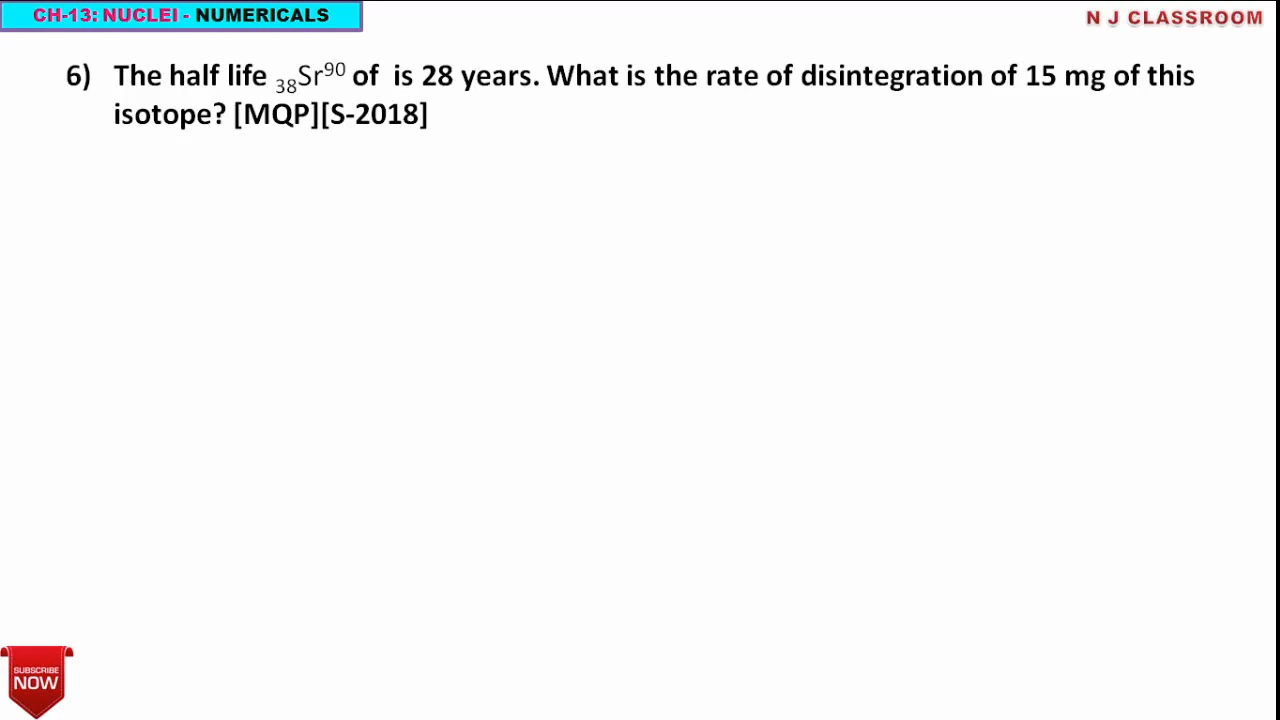 CH-13: NUCLEI - NUMERICALS
N J CLASSROOM
6) The half life ₃₈Sr⁹⁰ of is 28 years. What is the rate of disintegration of 15 mg of this
isotope? [MQP][S-2018]
SUBSCRIBE
NOW